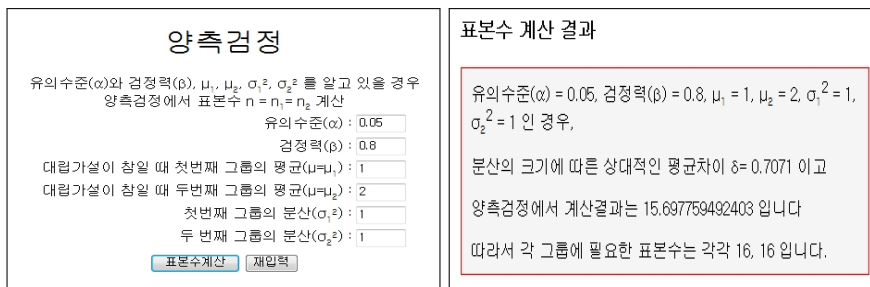 양측검정
유의수준(α)와 검정력(β), μ₁, μ₂, σ₁², σ₂² 를 알고 있을 경우
양측검정에서 표본수 n = n₁= n₂ 계산
유의수준(α) : 0.05
검정력(β) : 0.8
대립가설이 참일 때 첫번째 그룹의 평균(μ=μ₁) : 1
대립가설이 참일 때 두번째 그룹의 평균(μ=μ₂) : 2
첫번째 그룹의 분산(σ₁²) : 1
두 번째 그룹의 분산(σ₂²) : 1
표본수계산 재입력
표본수 계산 결과
유의수준(α) = 0.05, 검정력(β) = 0.8, μ₁ = 1, μ₂ = 2, σ₁² = 1,
σ₂² = 1 인 경우,
분산의 크기에 따른 상대적인 평균차이 δ= 0.7071 이고
양측검정에서 계산결과는 15.697759492403 입니다
따라서 각 그룹에 필요한 표본수는 각각 16, 16 입니다.